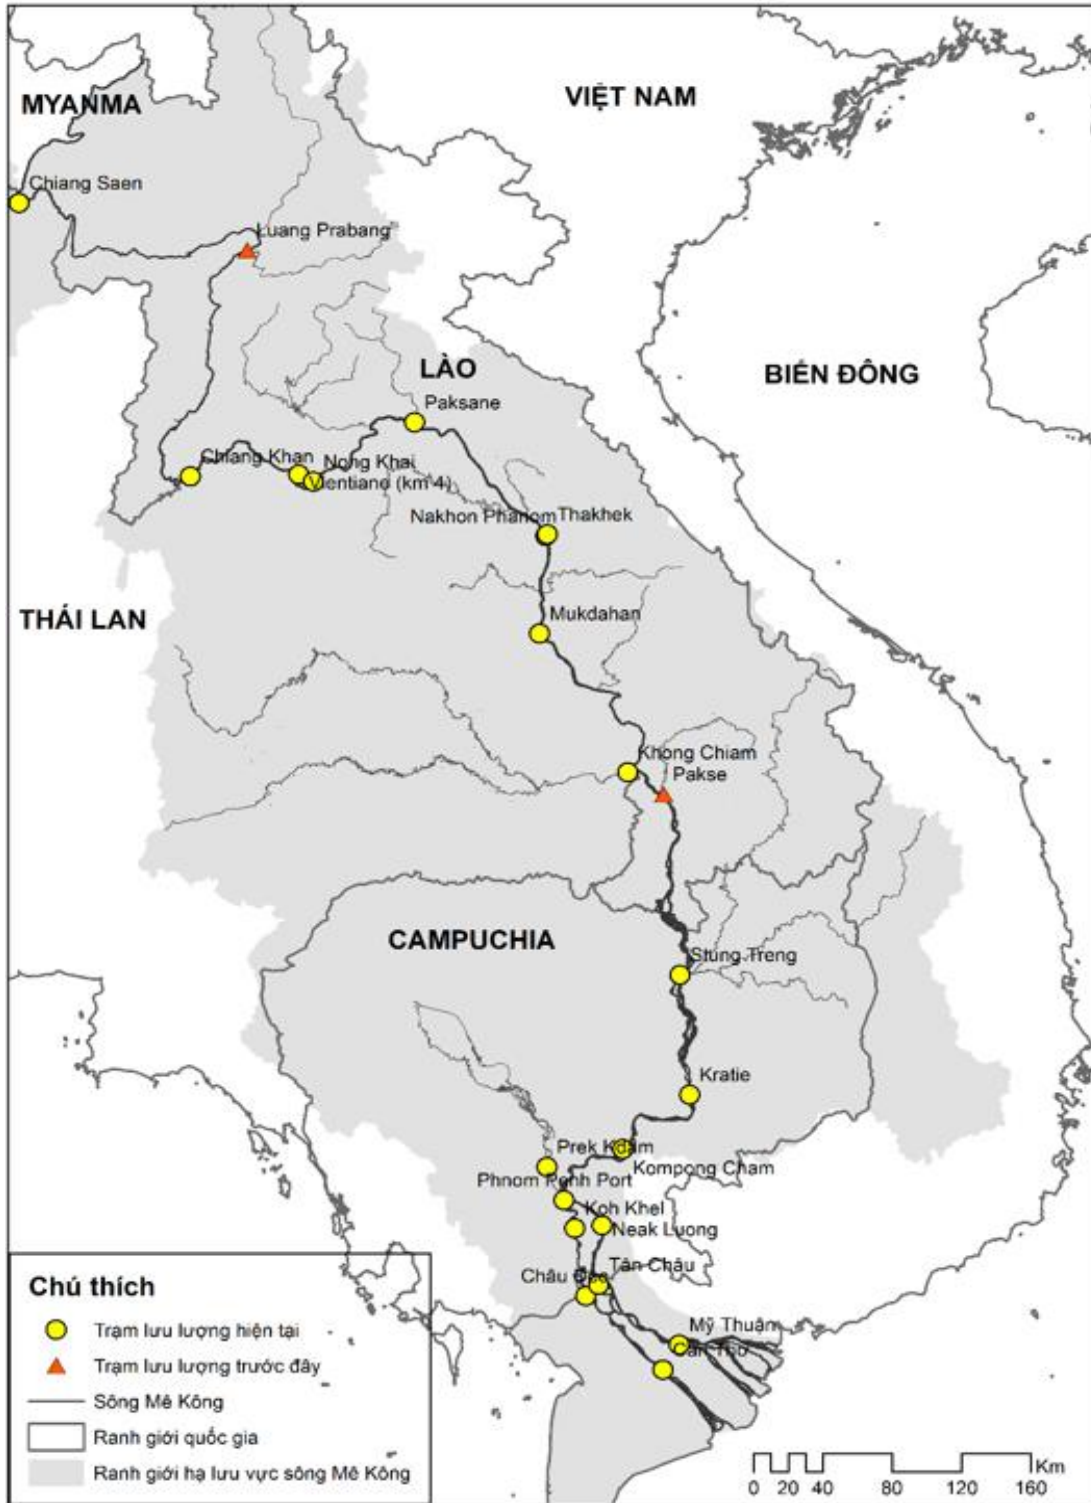 VIỆT NAM
MYANMA
Chiang Saen
Luang Prabang
LÀO
BIỂN ĐÔNG
Paksane
Chiang Khan
Nong Khai
Vientiane (km 4)
Nakhon Phanom
Thakhek
THÁI LAN
Mukdahan
Khong Chiam
Pakse
CAMPUCHIA
Stung Treng
Kratie
Prek Kdam
Kompong Cham
Phnom Penh Port
Koh Khel
Neak Luong
Tân Châu
Châu Đốc
Mỹ Thuận
Cần Thơ
Chú thích
Trạm lưu lượng hiện tại
Trạm lưu lượng trước đây
Sông Mê Kông
Ranh giới quốc gia
Ranh giới hạ lưu vực sông Mê Kông
Km
0 20 40 80 120 160